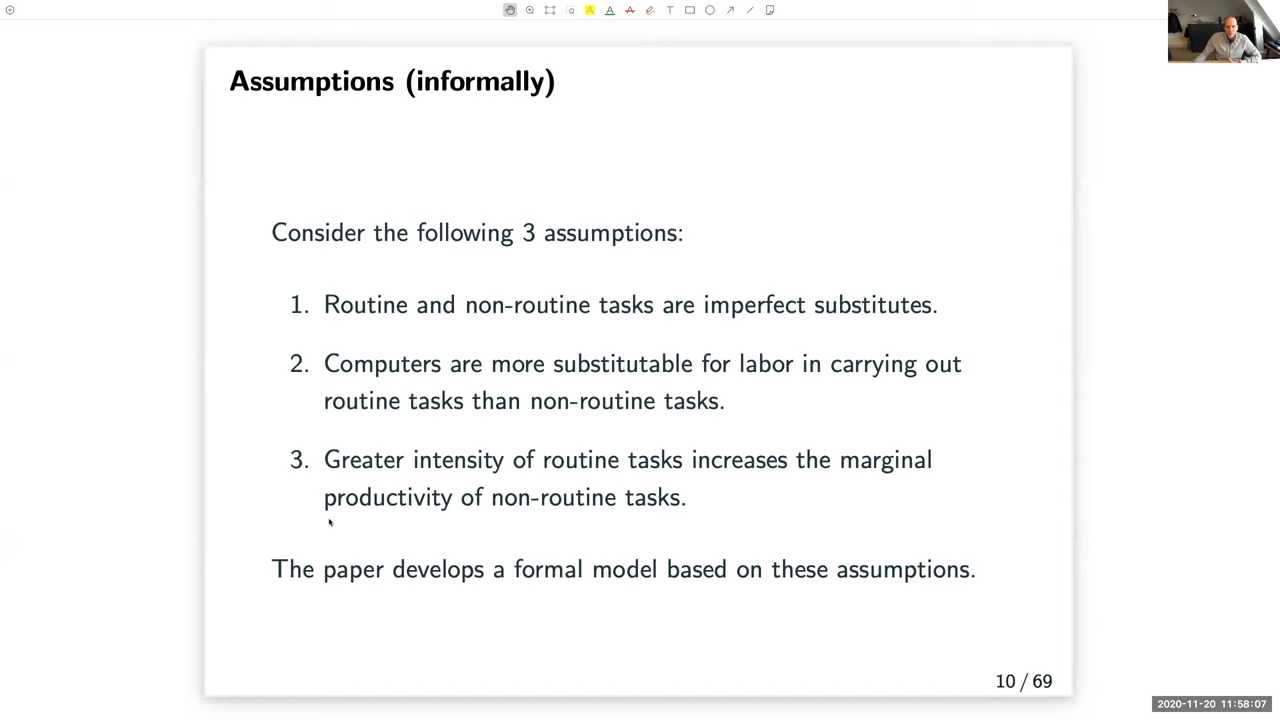 Assumptions (informally)
Consider the following 3 assumptions:
1. Routine and non-routine tasks are imperfect substitutes.
2. Computers are more substitutable for labor in carrying out
routine tasks than non-routine tasks.
3. Greater intensity of routine tasks increases the marginal
productivity of non-routine tasks.
The paper develops a formal model based on these assumptions.
10 / 69
2020-11-20 11:58:07